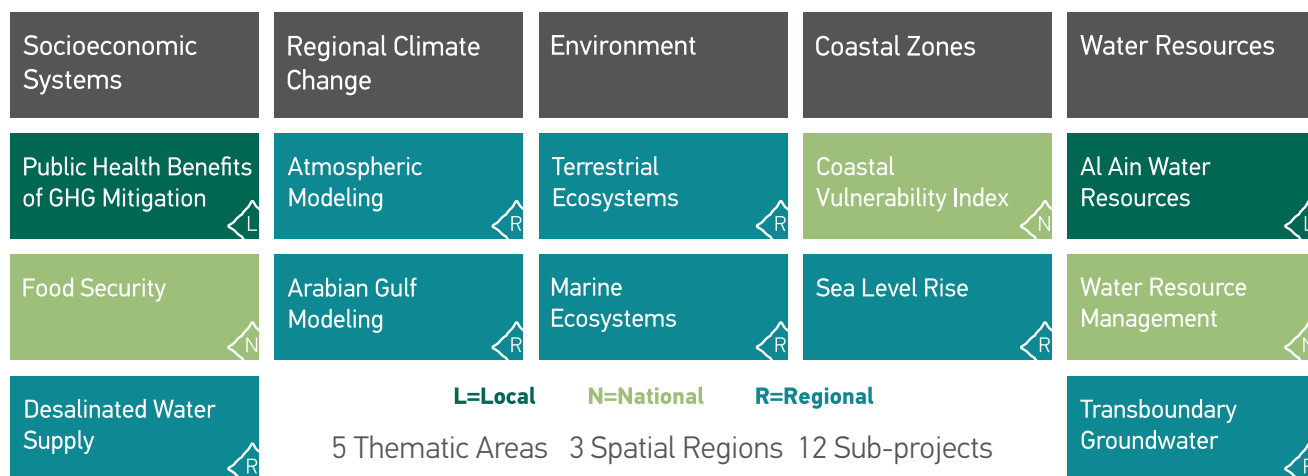 Socioeconomic
Systems
Regional Climate
Change
Environment
Coastal Zones
Water Resources
Public Health Benefits
of GHG Mitigation
L
Atmospheric
Modeling
R
Terrestrial
Ecosystems
R
Coastal
Vulnerability Index
N
Al Ain Water
Resources
L
Food Security
N
Arabian Gulf
Modeling
R
Marine
Ecosystems
R
Sea Level Rise
R
Water Resource
Management
N
Desalinated Water
Supply
R
L=Local N=National R=Regional
5 Thematic Areas 3 Spatial Regions 12 Sub-projects
Transboundary
Groundwater
R